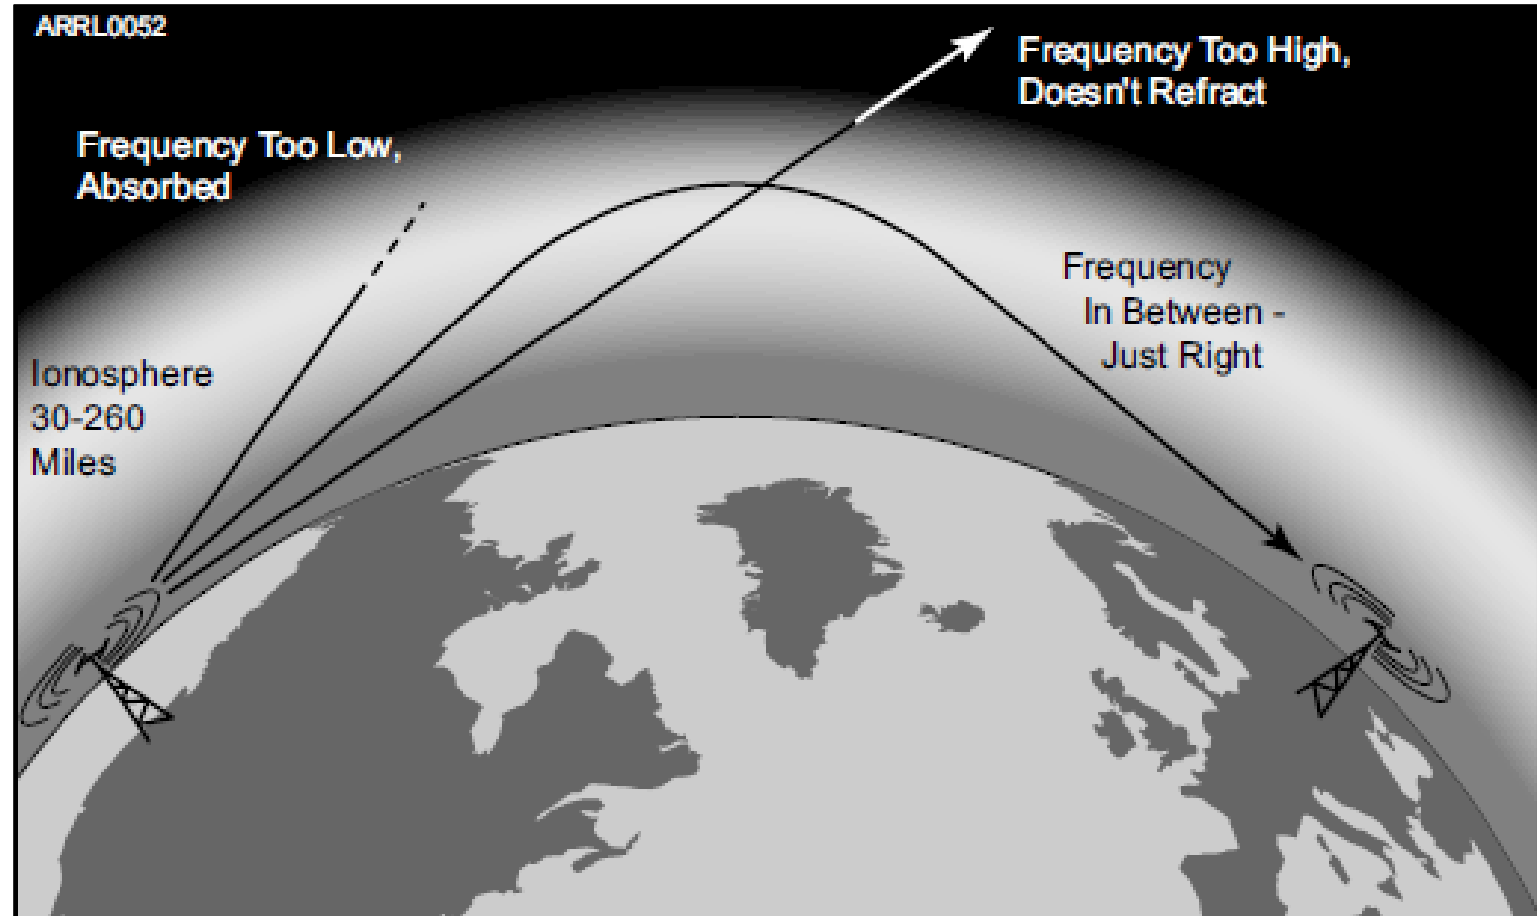 ARRL0052
Frequency Too High,
Doesn't Refract
Frequency Too Low,
Absorbed
Frequency
In Between -
Just Right
Ionosphere
30-260
Miles